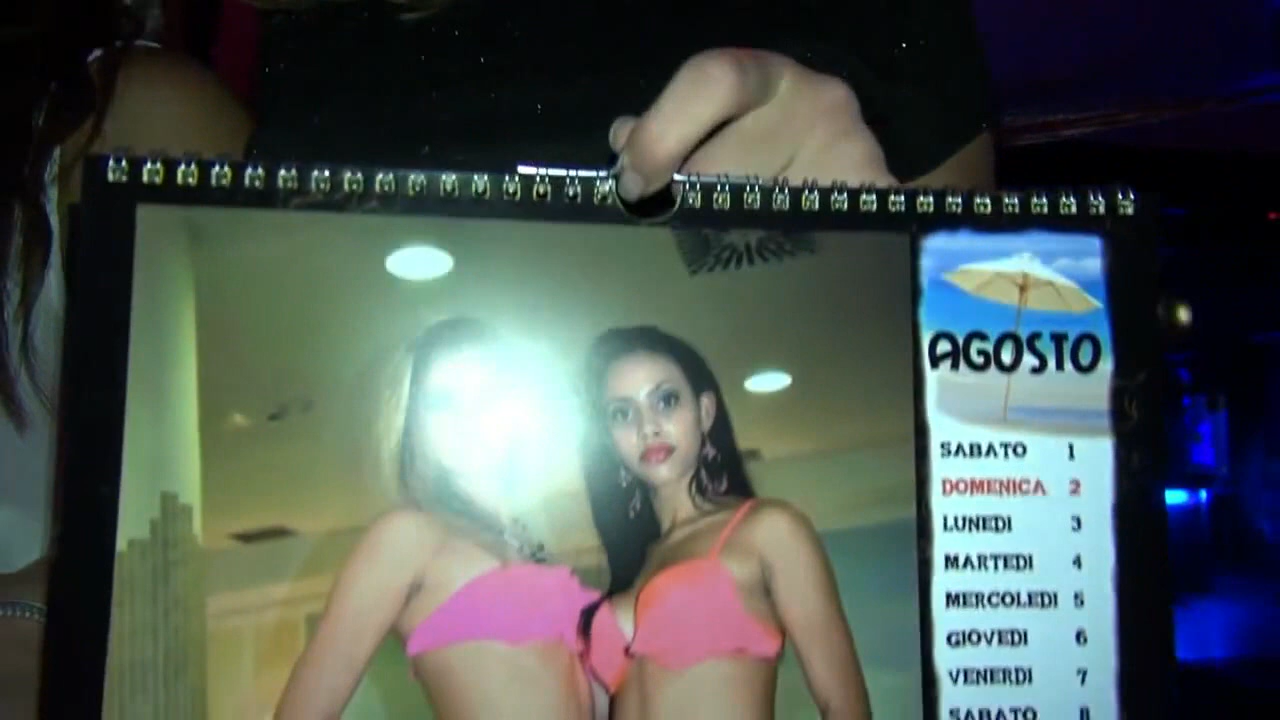 AGOSTO
SABATO 1
DOMENICA 2
LUNEDI 3
MARTEDI 4
MERCOLEDI 5
GIOVEDI 6
VENERDI 7
SABATO 8